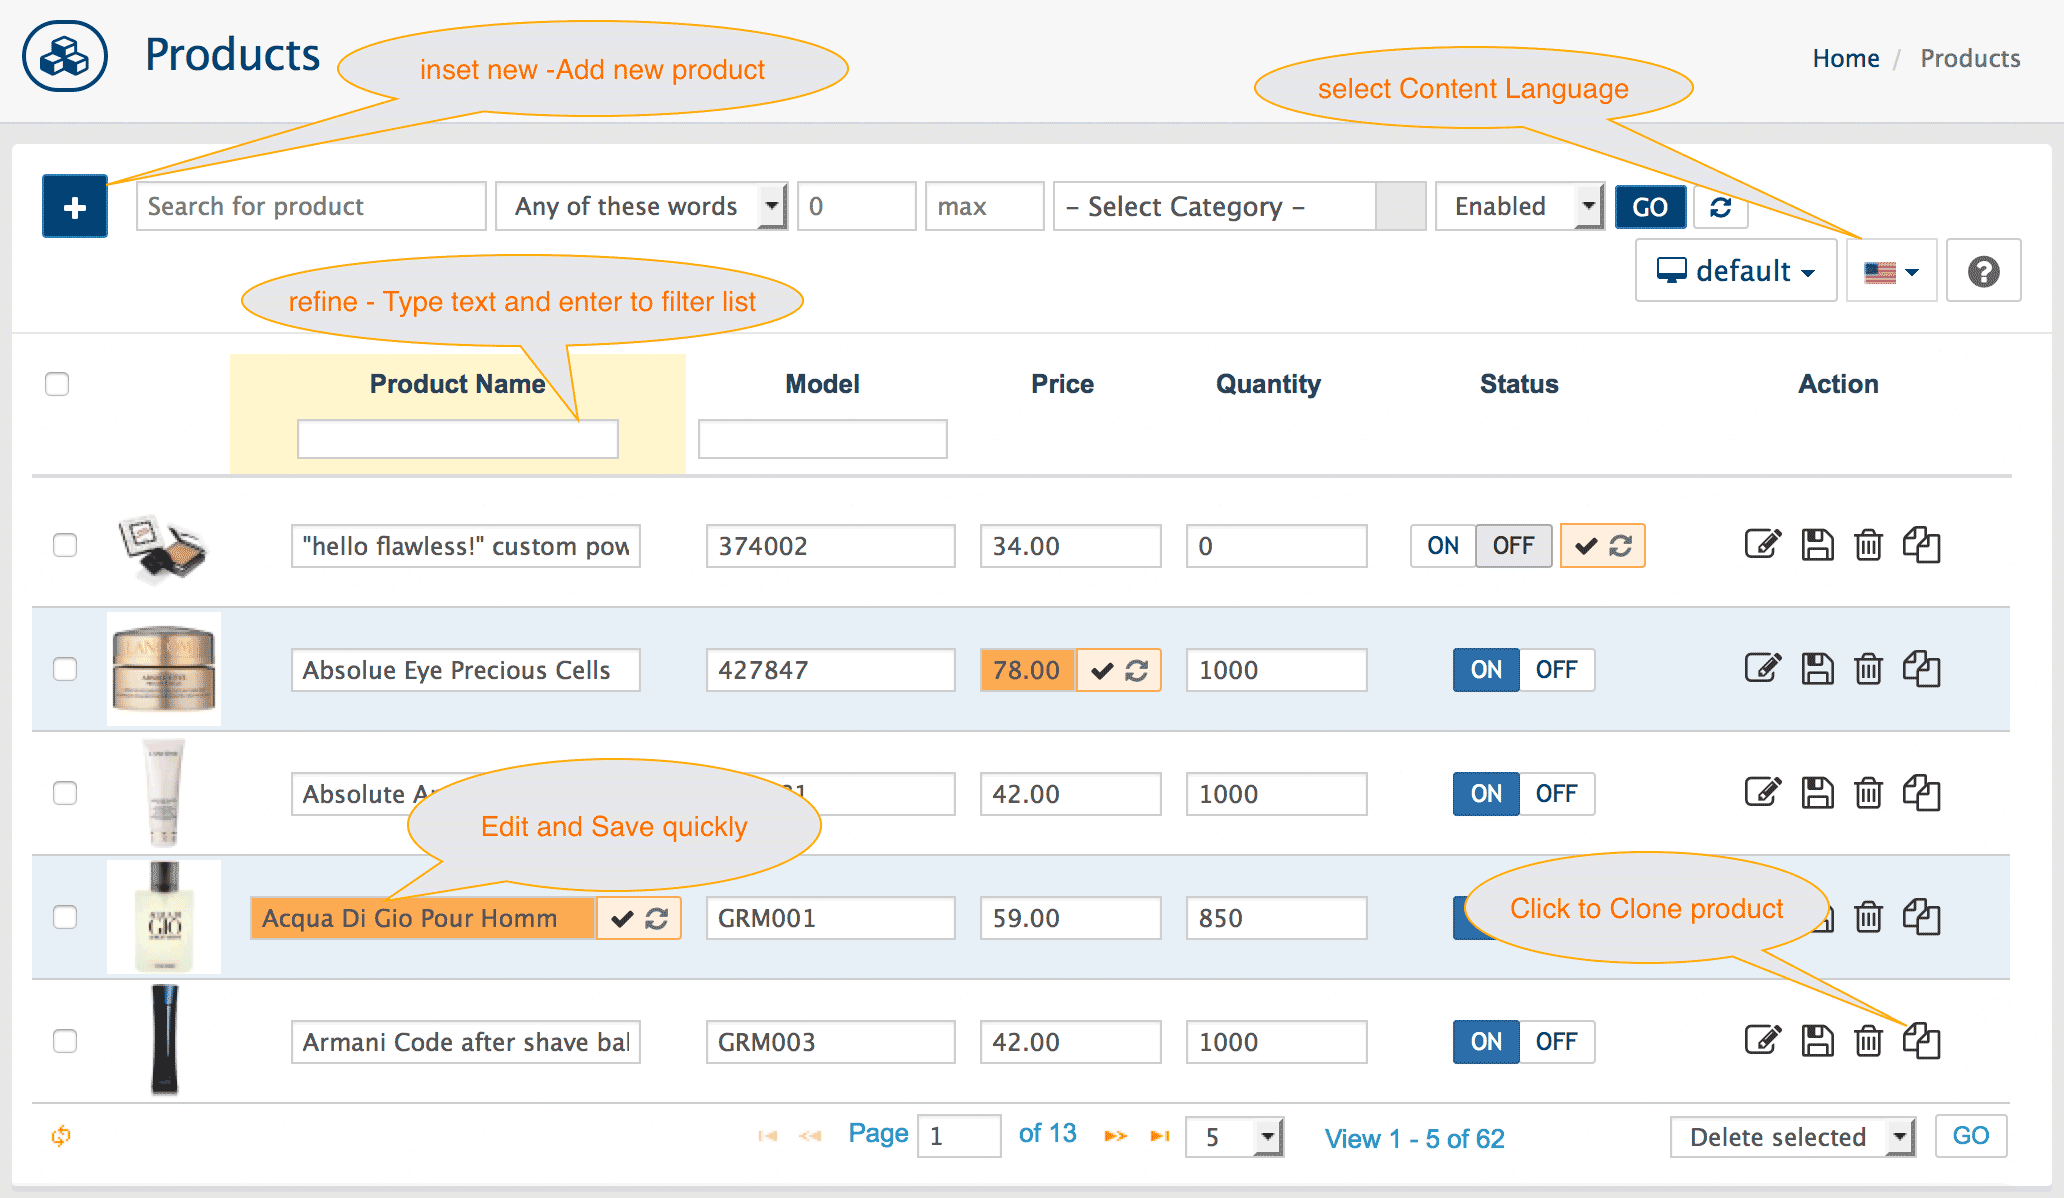 Products
inset new -Add new product
select Content Language
Home / Products
Search for product
Any of these words
0
max
– Select Category –
Enabled
GO
default
refine - Type text and enter to filter list
Product Name Model Price Quantity Status Action
"hello flawless!" custom pow 374002 34.00 0 ON OFF
LANCÔME
Absolue Eye Precious Cells 427847 78.00 1000 ON OFF
Absolute 42.00 1000 ON OFF
Edit and Save quickly
Click to Clone product
GIO
Acqua Di Gio Pour Homm GRM001 59.00 850
Armani Code after shave bal GRM003 42.00 1000 ON OFF
Page 1 of 13 5 View 1 - 5 of 62 Delete selected GO